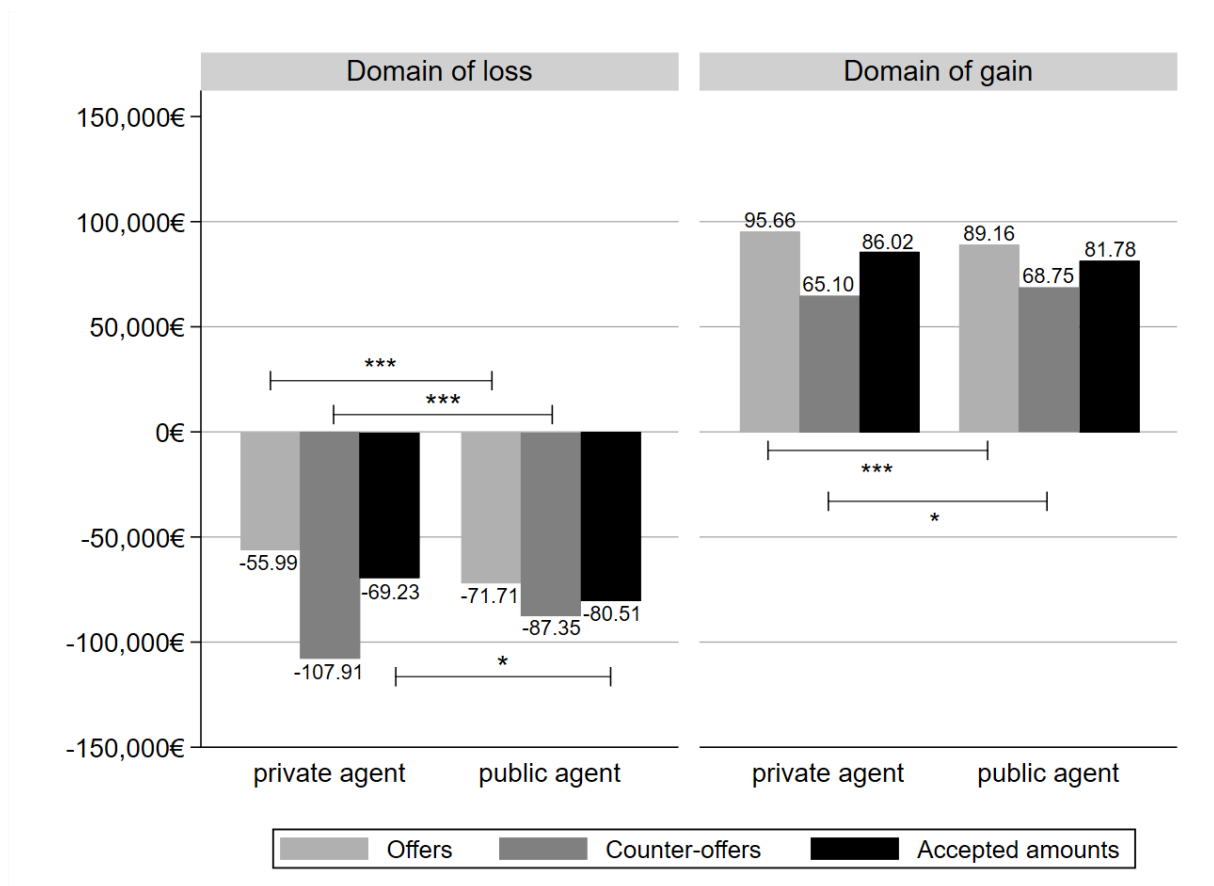 Domain of loss
Domain of gain
150,000€
100,000€
50,000€
0€
-50,000€
-100,000€
-150,000€
***
***
-55.99
-107.91
-69.23
-71.71
-87.35
-80.51
*
95.66
65.10
86.02
89.16
68.75
81.78
***
*
private agent
public agent
private agent
public agent
Offers
Counter-offers
Accepted amounts